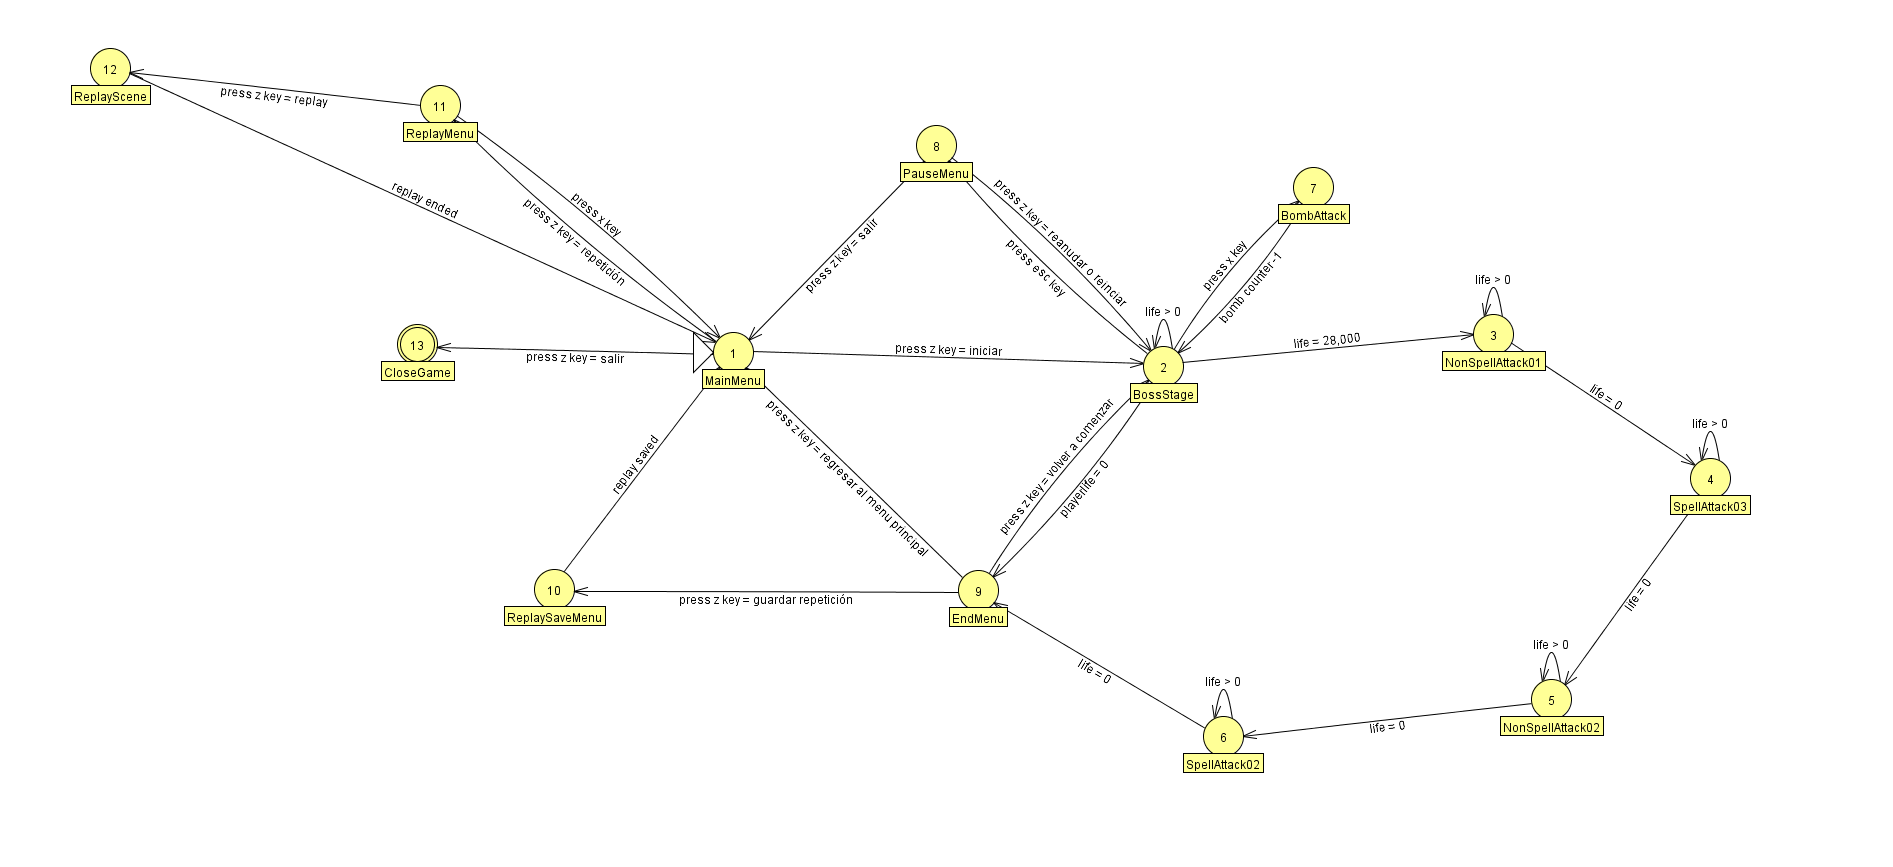 12
ReplayScene
press z key = replay
11
ReplayMenu
8
PauseMenu
7
BombAttack
replay ended
press x key
press z key = repetición
press z key = salir
press z key = reanudar o reinciar
press esc key
press x key
bomb counter -1
life > 0
3
NonSpellAttack01
life > 0
life = 28,000
13
CloseGame
press z key = salir
1
MainMenu
press z key = iniciar
2
BossStage
life = 0
life > 0
4
SpellAttack03
replay saved
press z key = regresar al menu principal
press z key = volver a comenzar
playerlife = 0
life = 0
10
ReplaySaveMenu
press z key = guardar repetición
9
EndMenu
life = 0
life > 0
6
SpellAttack02
life = 0
life > 0
5
NonSpellAttack02